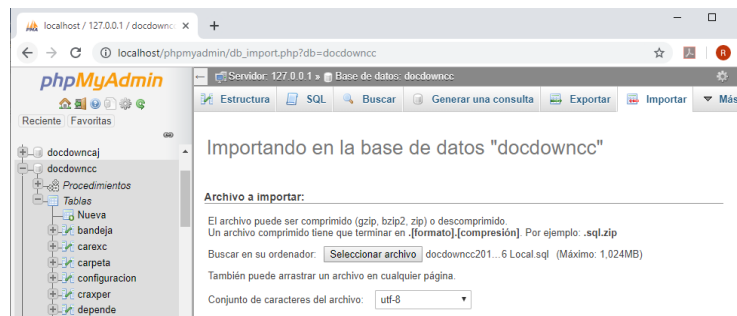 localhost / 127.0.0.1 / docdownc
localhost/phpmyadmin/db_import.php?db=docdowncc
R
phpMyAdmin
Reciente Favoritas
docdowncaj
docdowncc
Procedimientos
Tablas
Nueva
bandeja
carexc
carpeta
configuracion
craxper
depende
Servidor: 127.0.0.1 » Base de datos: docdowncc
Estructura SQL Buscar Generar una consulta Exportar Importar Más
Importando en la base de datos "docdowncc"
Archivo a importar:
El archivo puede ser comprimido (gzip, bzip2, zip) o descomprimido.
Un archivo comprimido tiene que terminar en .[formato].[compresión]. Por ejemplo: .sql.zip
Buscar en su ordenador: Seleccionar archivo docdowncc201...6 Local.sql (Máximo: 1,024MB)
También puede arrastrar un archivo en cualquier página.
Conjunto de caracteres del archivo: utf-8